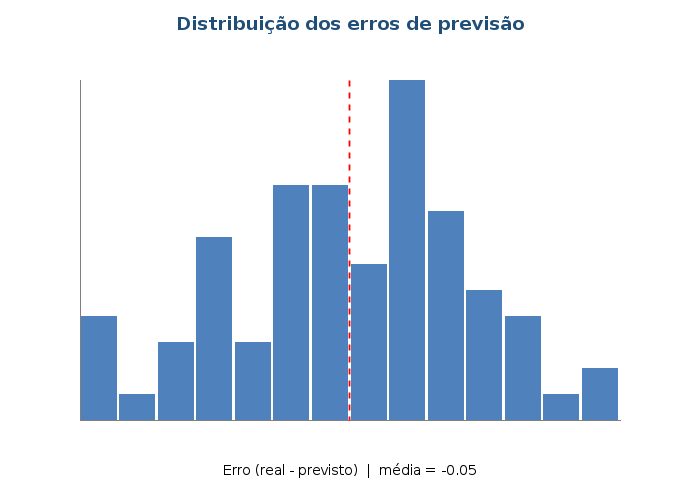 Distribuição dos erros de previsão
Erro (real - previsto) | média = -0.05